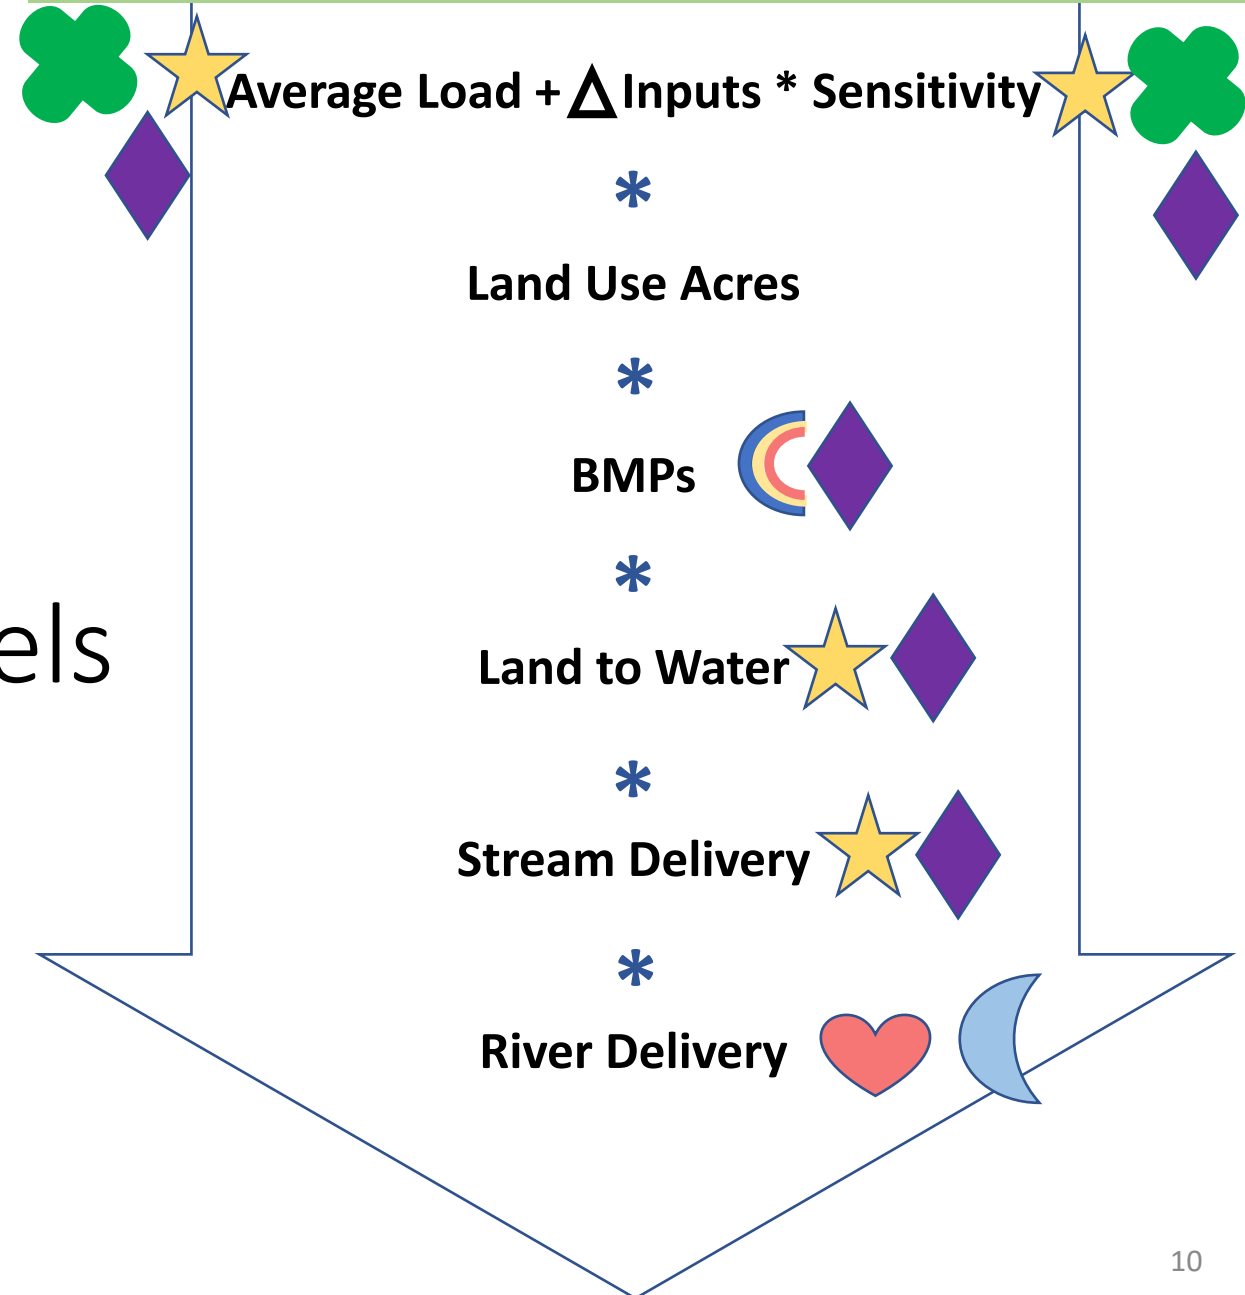 Average Load + Δ Inputs * Sensitivity
*
Land Use Acres
*
BMPs
*
els
Land to Water
*
Stream Delivery
*
River Delivery
10